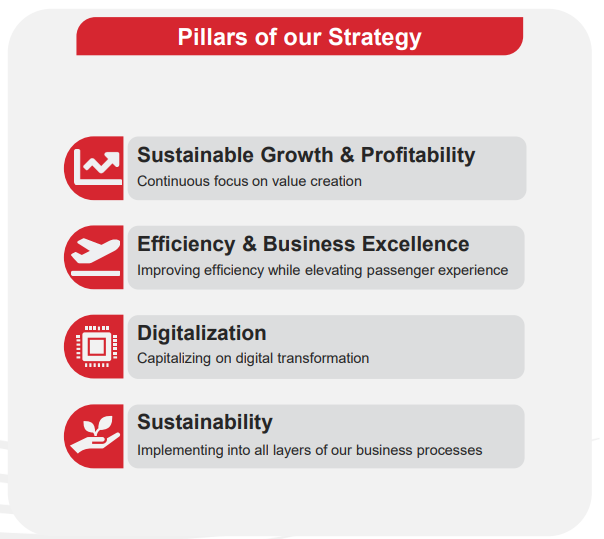 Pillars of our Strategy
Sustainable Growth & Profitability
Continuous focus on value creation
Efficiency & Business Excellence
Improving efficiency while elevating passenger experience
Digitalization
Capitalizing on digital transformation
Sustainability
Implementing into all layers of our business processes